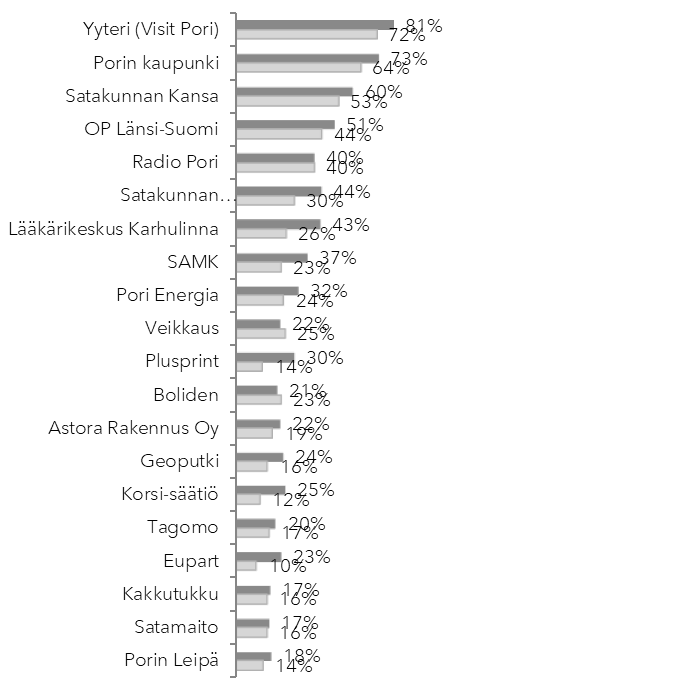 Yyteri (Visit Pori) 81% 72%
Porin kaupunki 73% 64%
Satakunnan Kansa 60% 53%
OP Länsi-Suomi 51% 44%
Radio Pori 40% 40%
Satakunnan… 44% 30%
Lääkärikeskus Karhulinna 43% 26%
SAMK 37% 23%
Pori Energia 32% 24%
Veikkaus 22% 25%
Plusprint 30% 14%
Boliden 21% 23%
Astora Rakennus Oy 22% 19%
Geoputki 24% 16%
Korsi-säätiö 25% 12%
Tagomo 20% 17%
Eupart 23% 10%
Kakkutukku 17% 16%
Satamaito 17% 16%
Porin Leipä 18% 14%